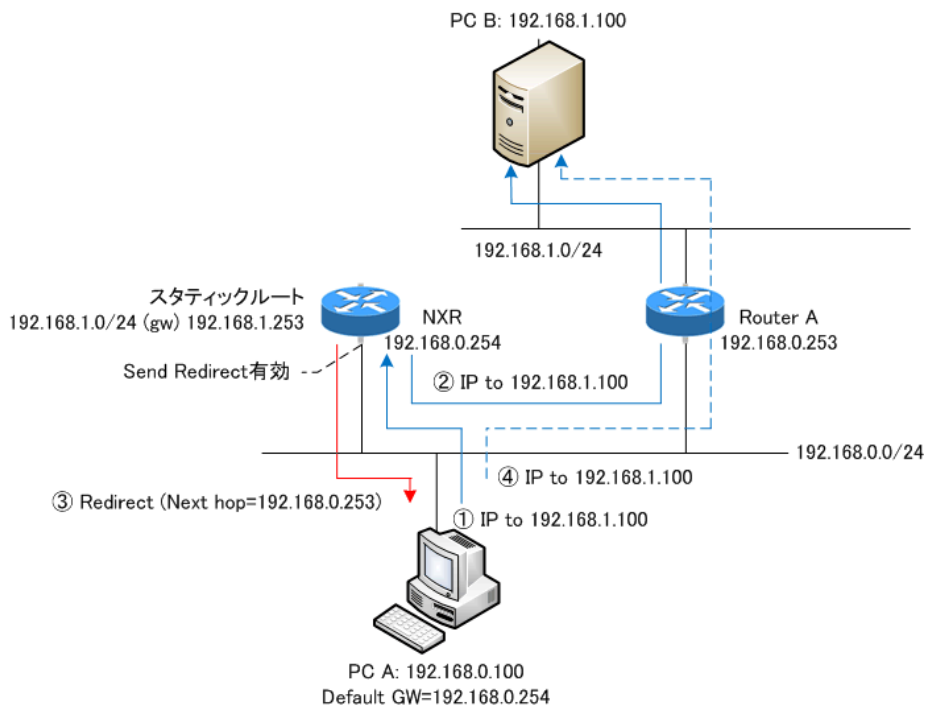 PC B: 192.168.1.100
192.168.1.0/24
スタティックルート
192.168.1.0/24 (gw) 192.168.1.253
NXR
192.168.0.254
Router A
192.168.0.253
Send Redirect有効
② IP to 192.168.1.100
192.168.0.0/24
④ IP to 192.168.1.100
③ Redirect (Next hop=192.168.0.253)
① IP to 192.168.1.100
PC A: 192.168.0.100
Default GW=192.168.0.254